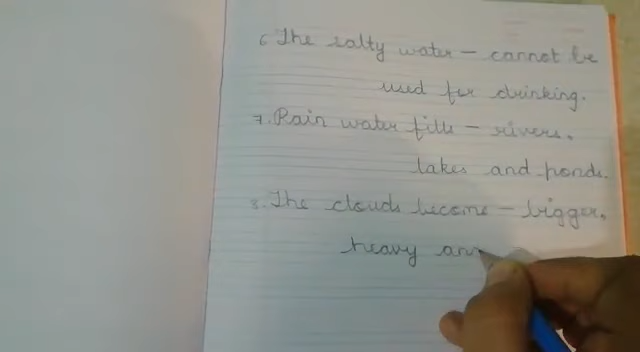 6. The salty water - cannot be
used for drinking.
7. Rain water fills - rivers,
lakes and ponds.
8. The clouds become - bigger,
heavy an